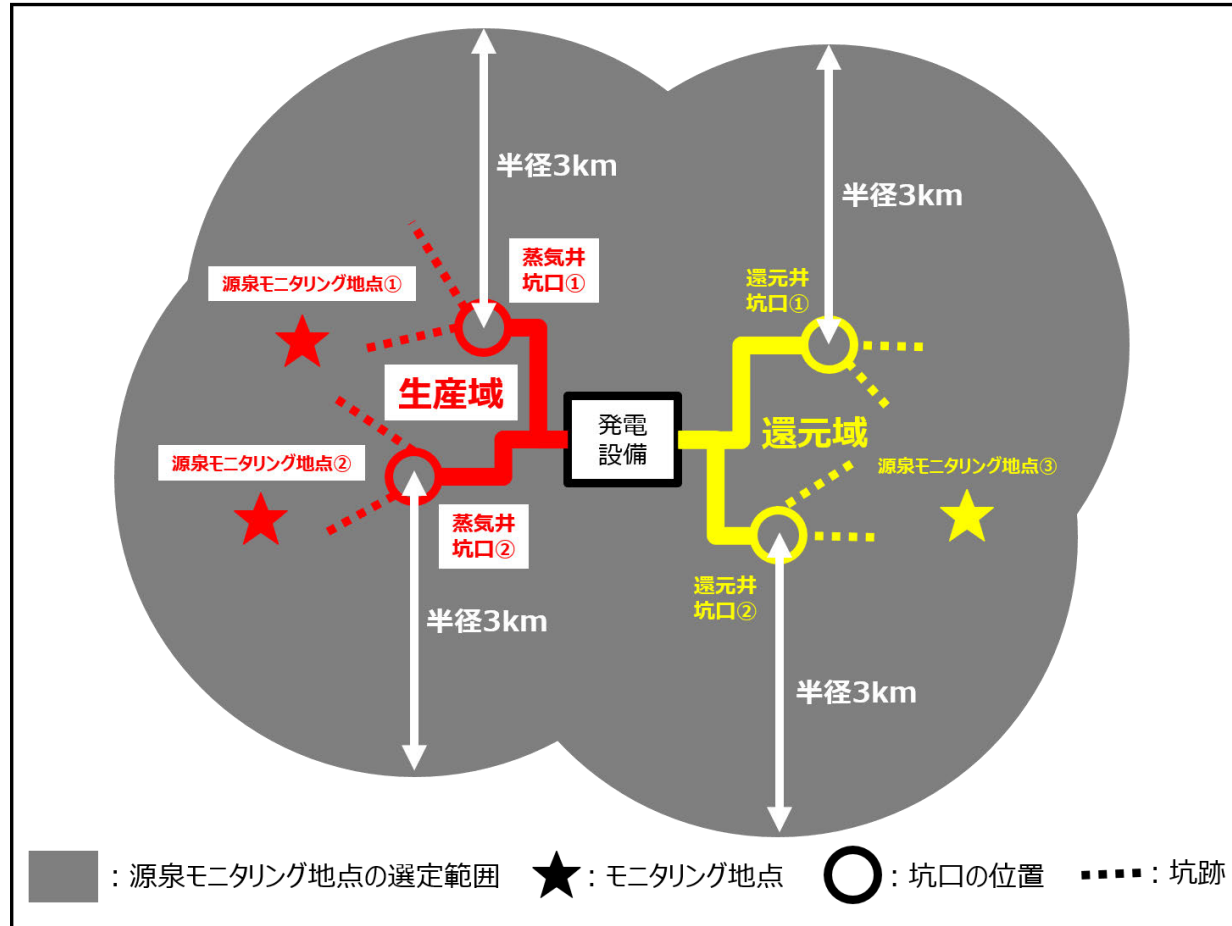 半径3km
半径3km
蒸気井
坑口①
源泉モニタリング地点①
還元井
坑口①
生産域
発電
設備
還元域
源泉モニタリング地点②
源泉モニタリング地点③
蒸気井
坑口②
還元井
坑口②
半径3km
半径3km
：源泉モニタリング地点の選定範囲
：モニタリング地点
：坑口の位置
：坑跡